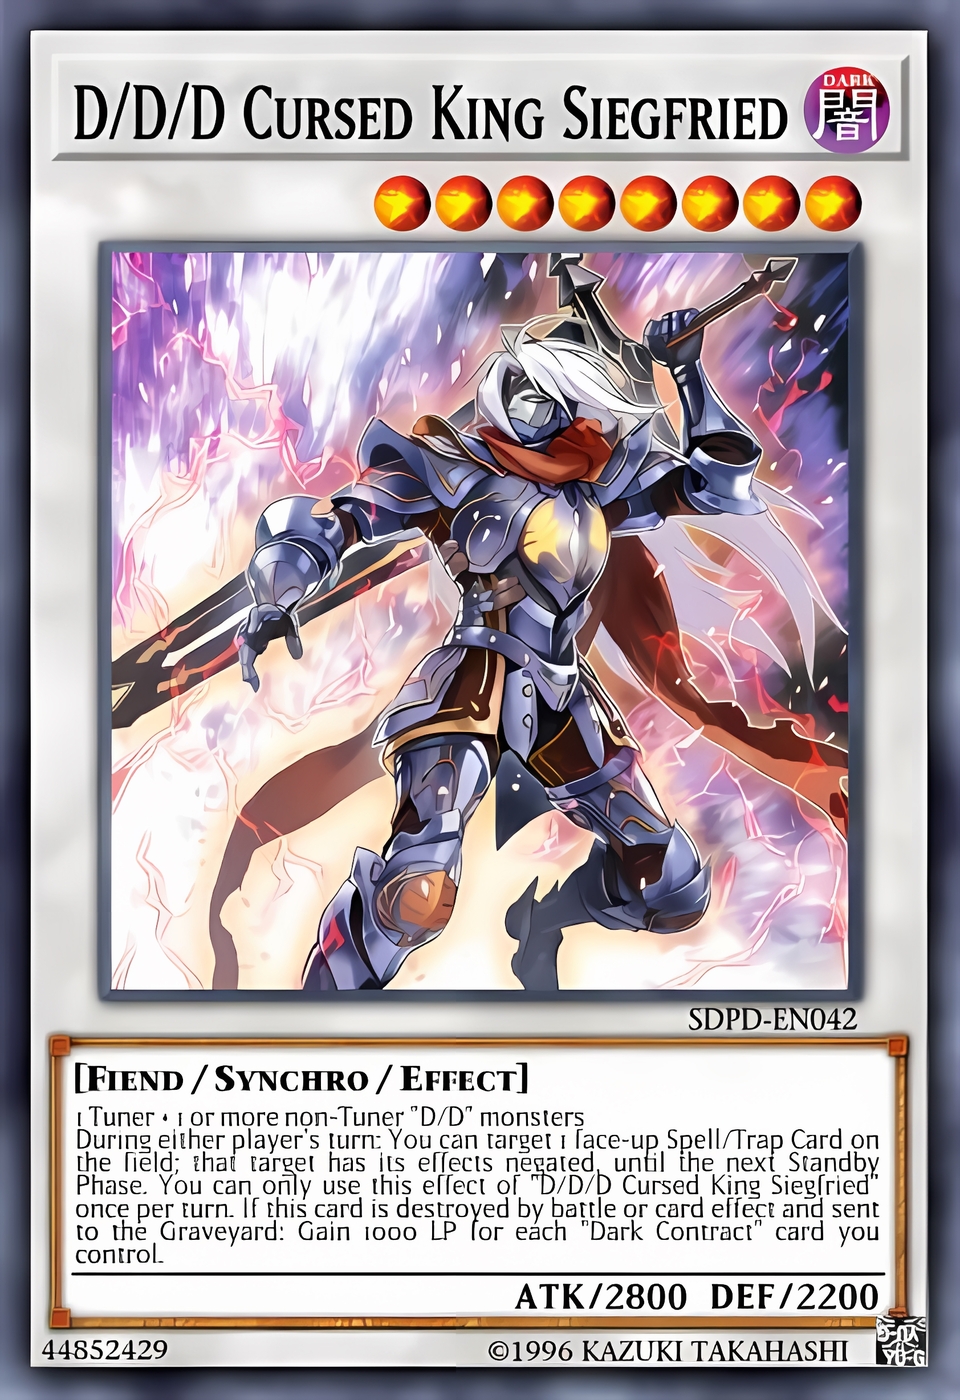 D/D/D CURSED KING SIEGFRIED
DARK
闇
SDPD-EN042
[FIEND / SYNCHRO / EFFECT]
1 Tuner + 1 or more non-Tuner "D/D" monsters
During either player's turn: You can target 1 face-up Spell/Trap Card on
the field; that target has its effects negated, until the next Standby
Phase. You can only use this effect of "D/D/D Cursed King Siegfried"
once per turn. If this card is destroyed by battle or card effect and sent
to the Graveyard: Gain 1000 LP for each "Dark Contract" card you
control.
ATK/2800 DEF/2200
44852429
©1996 KAZUKI TAKAHASHI